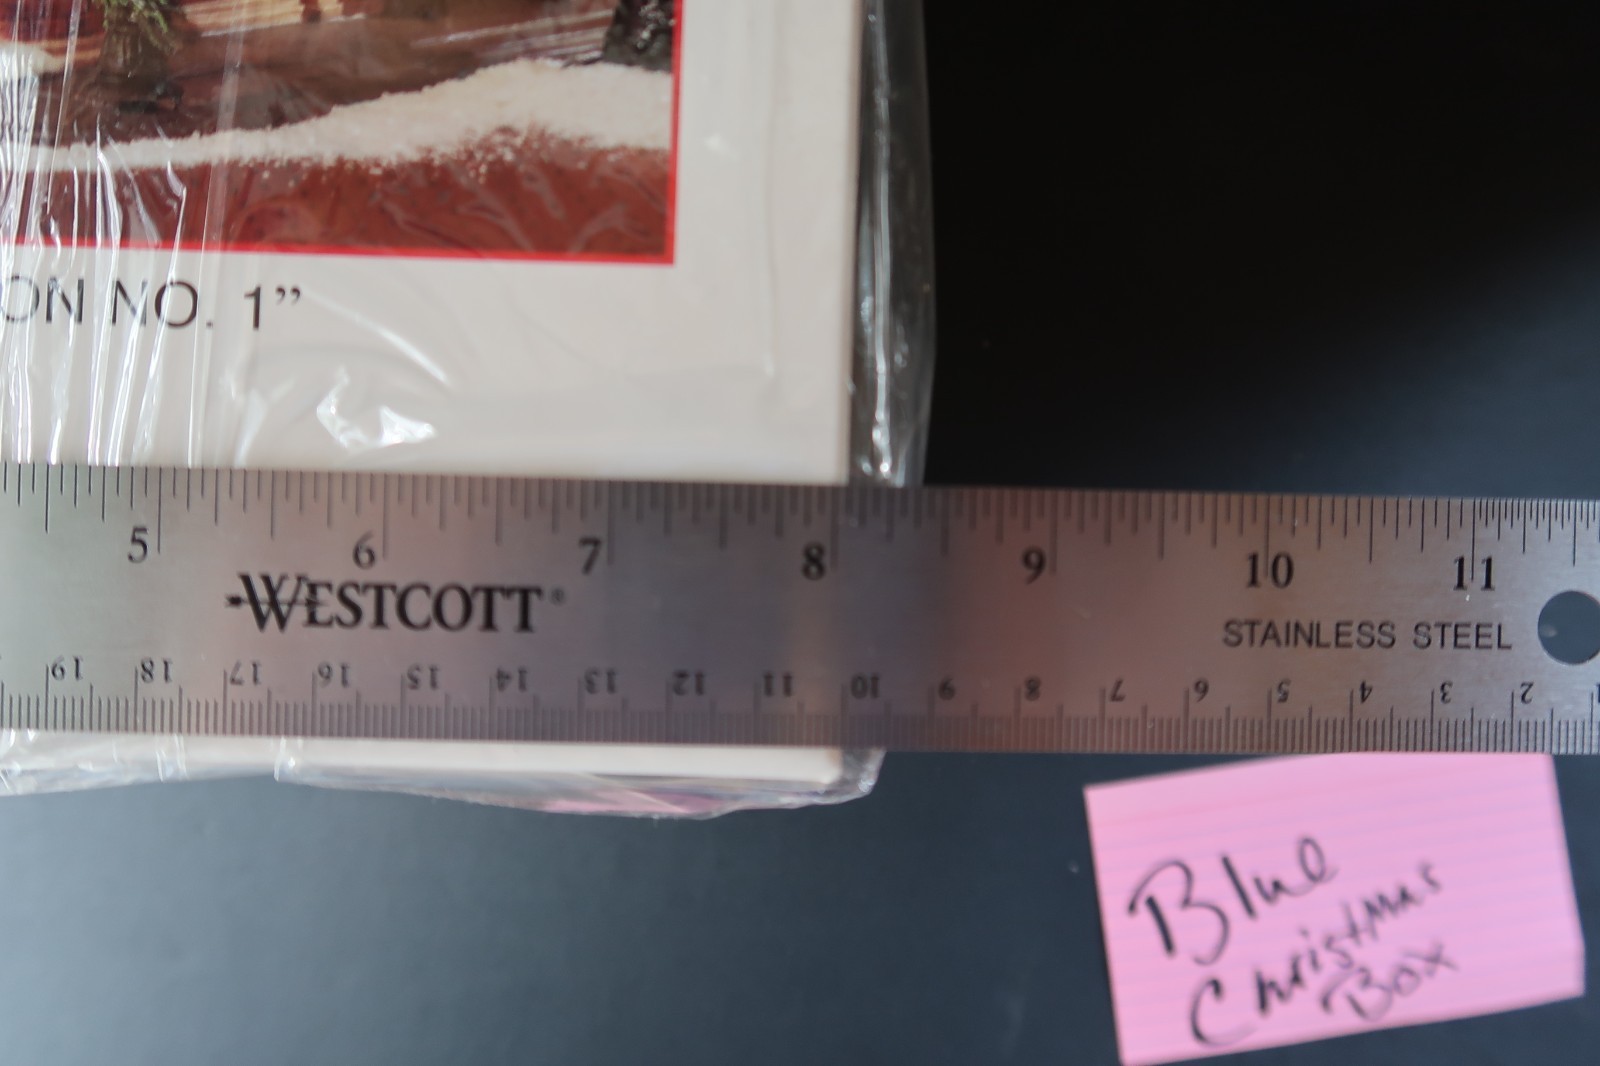 ON NO. 1”
5 6 7 8 9 10 11
WESTCOTT®
STAINLESS STEEL
19 18 17 16 15 14 13 12 11 10 9 8 7 6 5 4 3 2
Blue
Christmas
Box